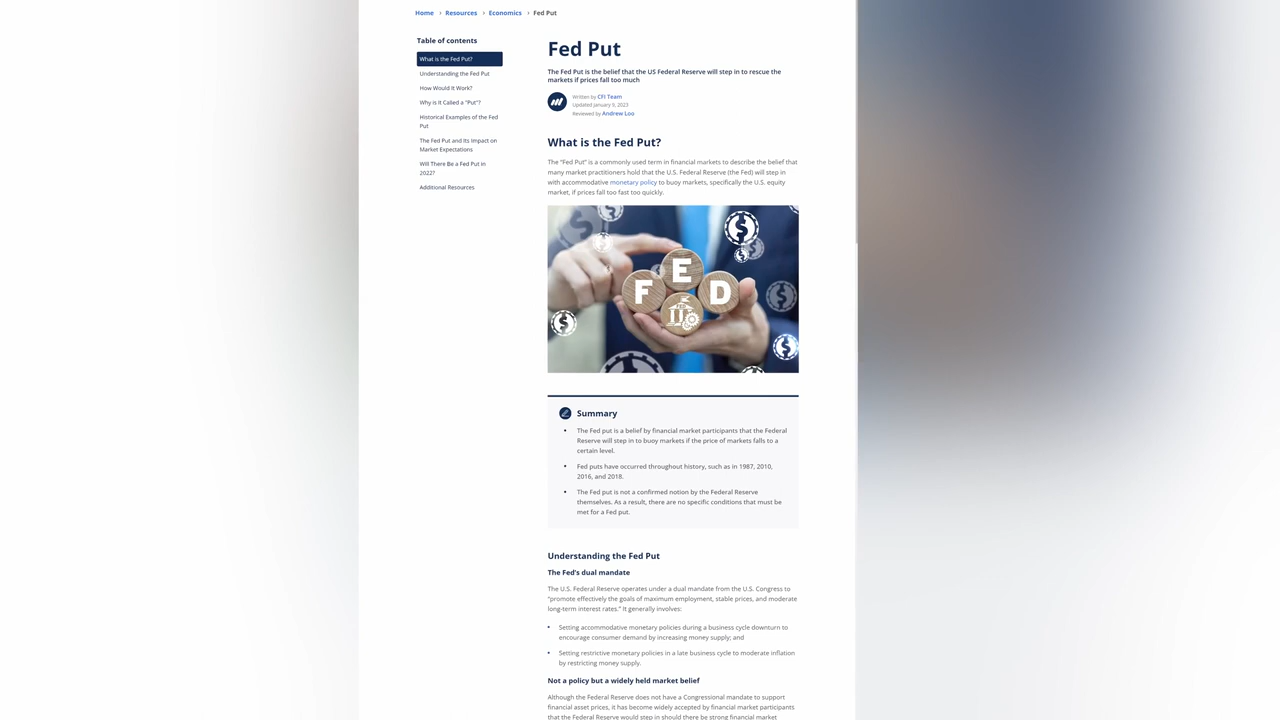 Home › Resources › Economics › Fed Put
Table of contents
What is the Fed Put?
Understanding the Fed Put
How Would It Work?
Why is It Called a “Put”?
Historical Examples of the Fed
Put
The Fed Put and Its Impact on
Market Expectations
Will There Be a Fed Put in
2022?
Additional Resources
Fed Put
The Fed Put is the belief that the US Federal Reserve will step in to rescue the
markets if prices fall too much
Written by CFI Team
Updated January 9, 2023
Reviewed by Andrew Loo
What is the Fed Put?
The “Fed Put” is a commonly used term in financial markets to describe the belief that
many market practitioners hold that the U.S. Federal Reserve (the Fed) will step in
with accommodative monetary policy to buoy markets, specifically the U.S. equity
market, if prices fall too fast too quickly.
FED
Summary
• The Fed put is a belief by financial market participants that the Federal
Reserve will step in to buoy markets if the price of markets falls to a
certain level.
• Fed puts have occurred throughout history, such as in 1987, 2010,
2016, and 2018.
• The Fed put is not a confirmed notion by the Federal Reserve
themselves. As a result, there are no specific conditions that must be
met for a Fed put.
Understanding the Fed Put
The Fed’s dual mandate
The U.S. Federal Reserve operates under a dual mandate from the U.S. Congress to
“promote effectively the goals of maximum employment, stable prices, and moderate
long-term interest rates.” It generally involves:
• Setting accommodative monetary policies during a business cycle downturn to
encourage consumer demand by increasing money supply; and
• Setting restrictive monetary policies in a late business cycle to moderate inflation
by restricting money supply.
Not a policy but a widely held market belief
Although the Federal Reserve does not have a Congressional mandate to support
financial asset prices, it has become widely accepted by financial market participants
that the Federal Reserve would step in should there be strong financial market